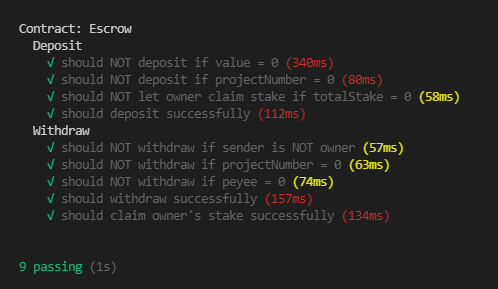 Contract: Escrow
Deposit
√ should NOT deposit if value = 0 (340ms)
√ should NOT deposit if projectNumber = 0 (80ms)
√ should NOT let owner claim stake if totalStake = 0 (58ms)
√ should deposit successfully (112ms)
Withdraw
√ should NOT withdraw if sender is NOT owner (57ms)
√ should NOT withdraw if projectNumber = 0 (63ms)
√ should NOT withdraw if peyee = 0 (74ms)
√ should withdraw successfully (157ms)
√ should claim owner's stake successfully (134ms)
9 passing (1s)